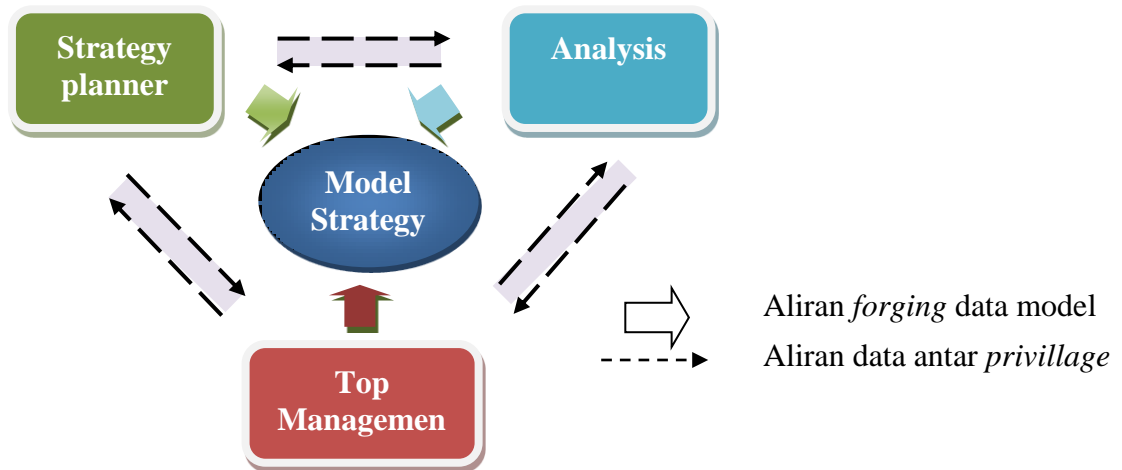 Strategy
planner
Analysis
Model
Strategy
Top
Managemen
Aliran forging data model
Aliran data antar privillage